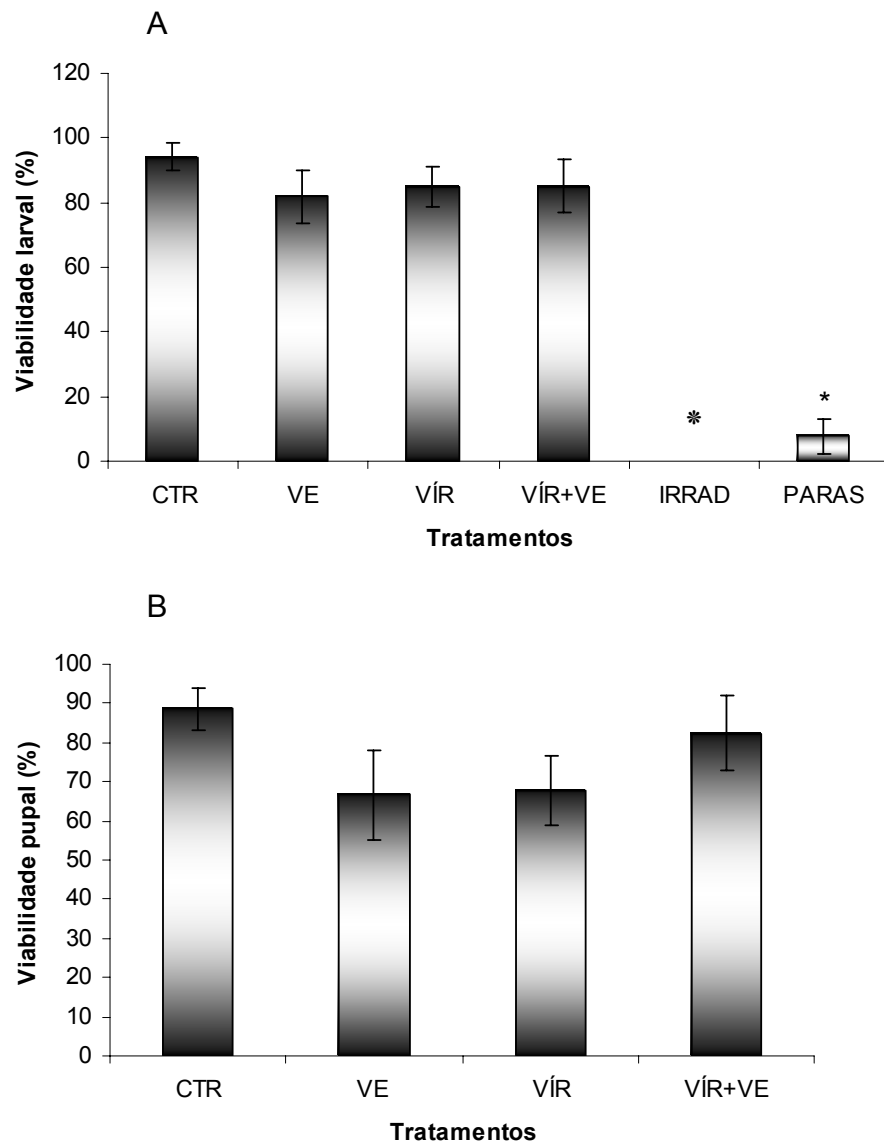 A
Viabilidade larval (%)
120
100
80
60
40
20
0
*
*
CTR VE VÍR VÍR+VE IRRAD PARAS
Tratamentos
B
Viabilidade pupal (%)
100
90
80
70
60
50
40
30
20
10
0
CTR VE VÍR VÍR+VE
Tratamentos